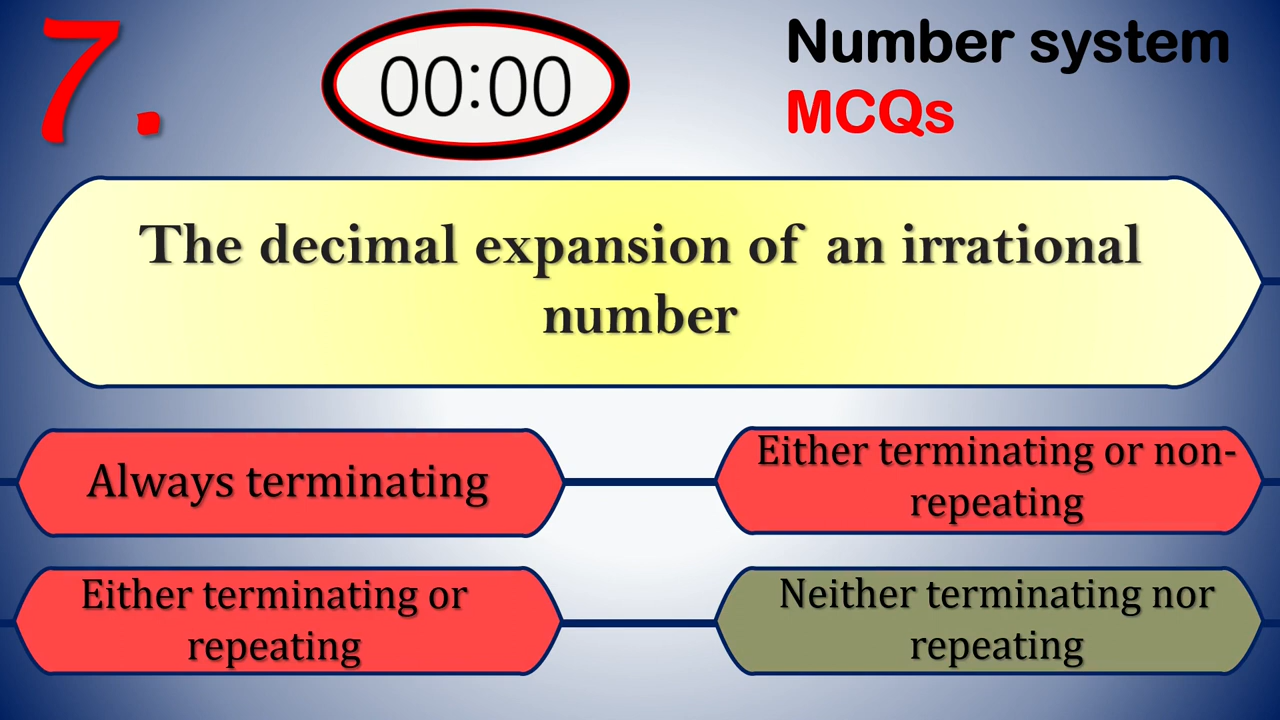 7.
00:00
Number system
MCQs
The decimal expansion of an irrational
number
Always terminating
Either terminating or non-
repeating
Either terminating or
repeating
Neither terminating nor
repeating